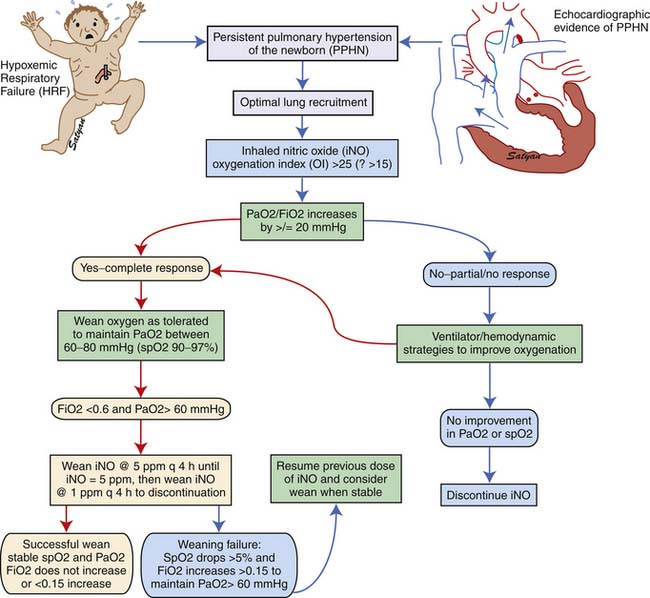 Hypoxemic
Respiratory
Failure (HRF)
Satyan
Persistent pulmonary hypertension
of the newborn (PPHN)
Echocardiographic
evidence of PPHN
Satyan
Optimal lung recruitment
Inhaled nitric oxide (iNO)
oxygenation index (OI) >25 (? >15)
PaO2/FiO2 increases
by >/= 20 mmHg
Yes–complete response
No–partial/no response
Wean oxygen as tolerated
to maintain PaO2 between
60–80 mmHg (spO2 90–97%)
Ventilator/hemodynamic
strategies to improve oxygenation
FiO2 <0.6 and PaO2> 60 mmHg
No improvement
in PaO2 or spO2
Wean iNO @ 5 ppm q 4 h until
iNO = 5 ppm, then wean iNO
@ 1 ppm q 4 h to discontinuation
Resume previous dose
of iNO and consider
wean when stable
Discontinue iNO
Successful wean
stable spO2 and PaO2
FiO2 does not increase
or <0.15 increase
Weaning failure:
SpO2 drops >5% and
FiO2 increases >0.15 to
maintain PaO2> 60 mmHg